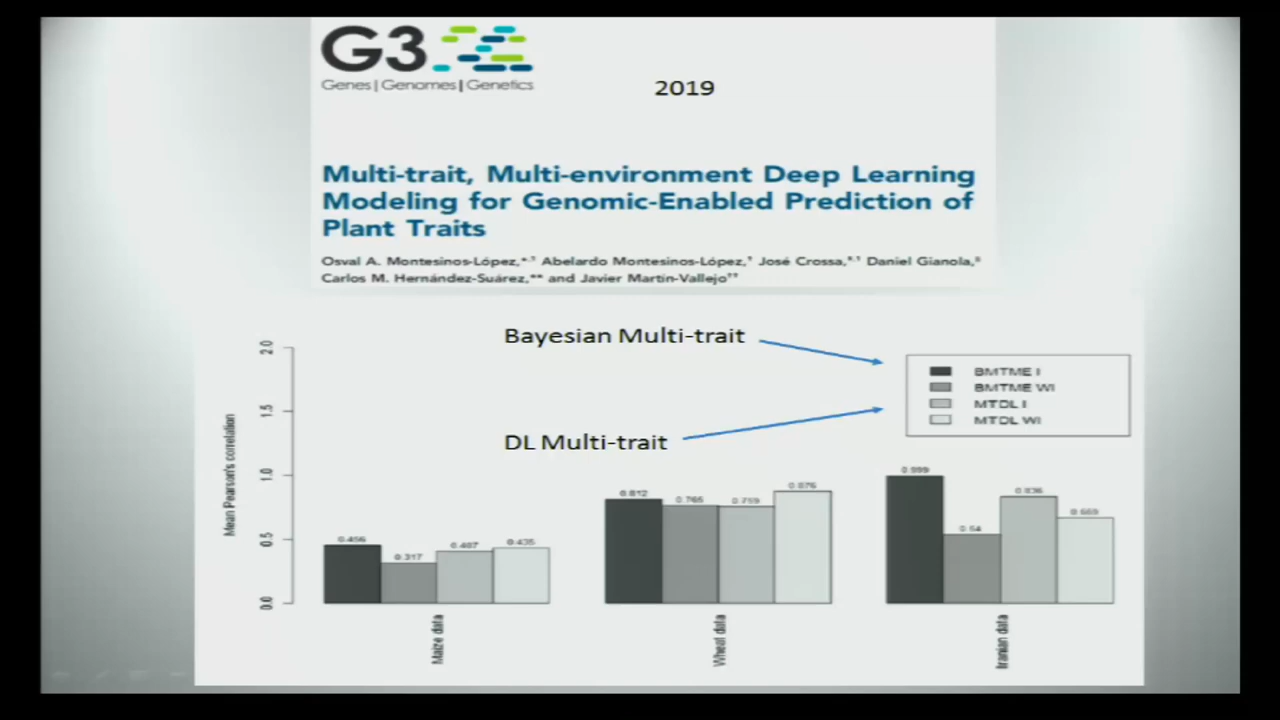 G3
Genes | Genomes | Genetics
2019
Multi-trait, Multi-environment Deep Learning
Modeling for Genomic-Enabled Prediction of
Plant Traits
Osval A. Montesinos-López, Abelardo Montesinos-López, José Crossa, Daniel Gianola,
Carlos M. Hernández-Suárez,** and Javier Martín-Vallejo††
Bayesian Multi-trait
DL Multi-trait
BMTME I
BMTME WI
MTDL I
MTDL WI
Mean Pearson's correlation
2.0
1.5
1.0
0.5
0.0
0.456
0.317
0.407
0.435
0.812
0.765
0.759
0.876
0.999
0.54
0.836
0.669
Maize data
Wheat data
Iranian data